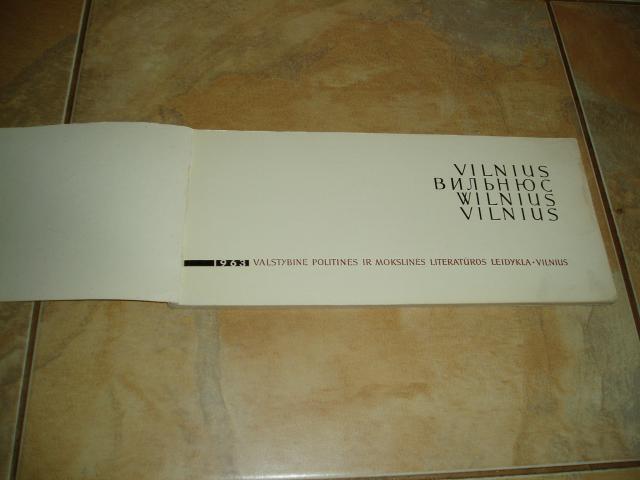 VILNIUS
ВИЛЬНЮС
WILNIUS
VILNIUS
1963 VALSTYBINĖ POLITINĖS IR MOKSLINĖS LITERATŪROS LEIDYKLA · VILNIUS